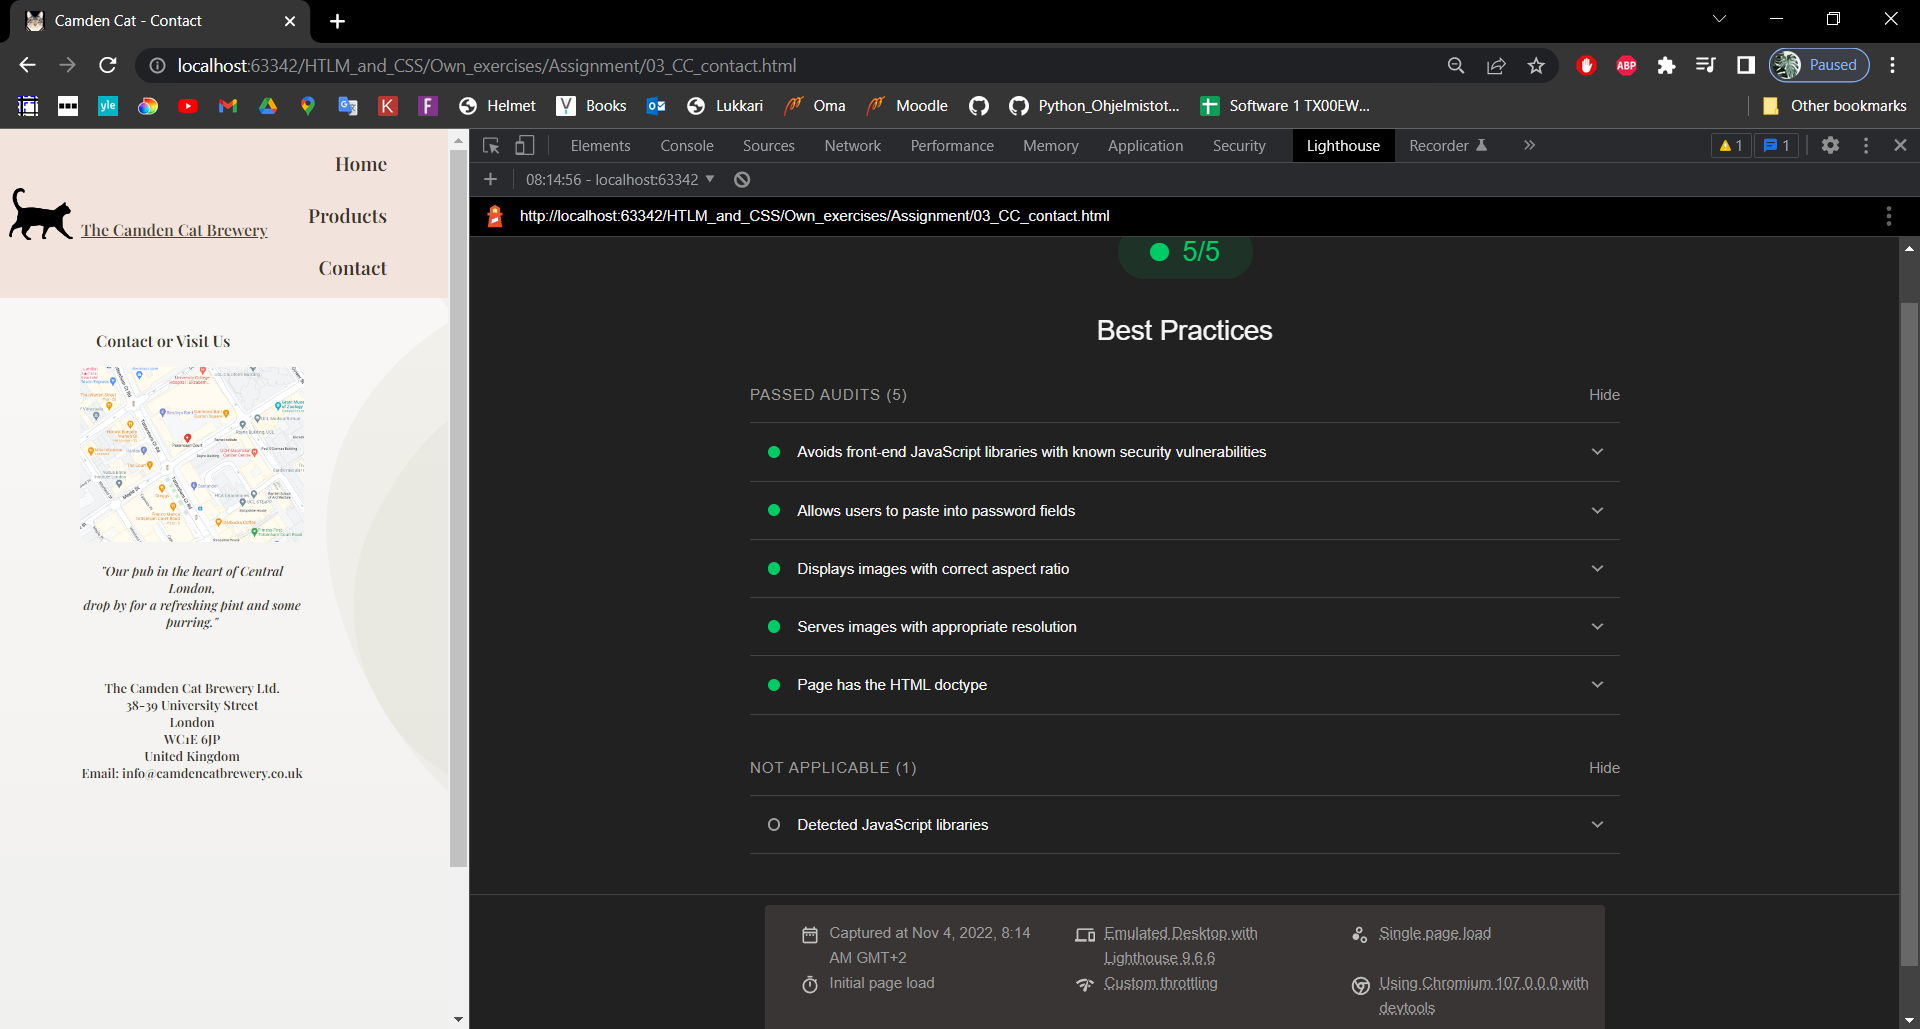 Camden Cat - Contact
localhost:63342/HTLM_and_CSS/Own_exercises/Assignment/03_CC_contact.html
ABP
Paused
yle
K
F
Helmet
Books
Lukkari
Oma
Moodle
Python_Ohjelmistot...
Software 1 TX00EW...
Other bookmarks
Home
Products
The Camden Cat Brewery
Contact
Contact or Visit Us
"Our pub in the heart of Central
London,
drop by for a refreshing pint and some
purring."
The Camden Cat Brewery Ltd.
38-39 University Street
London
WC1E 6JP
United Kingdom
Email: info@camdencatbrewery.co.uk
Elements Console Sources Network Performance Memory Application Security Lighthouse Recorder
1
1
08:14:56 - localhost:63342
http://localhost:63342/HTLM_and_CSS/Own_exercises/Assignment/03_CC_contact.html
5/5
Best Practices
PASSED AUDITS (5)
Hide
Avoids front-end JavaScript libraries with known security vulnerabilities
Allows users to paste into password fields
Displays images with correct aspect ratio
Serves images with appropriate resolution
Page has the HTML doctype
NOT APPLICABLE (1)
Hide
Detected JavaScript libraries
Captured at Nov 4, 2022, 8:14
AM GMT+2
Initial page load
Emulated Desktop with
Lighthouse 9.6.6
Custom throttling
Single page load
Using Chromium 107.0.0.0 with
devtools